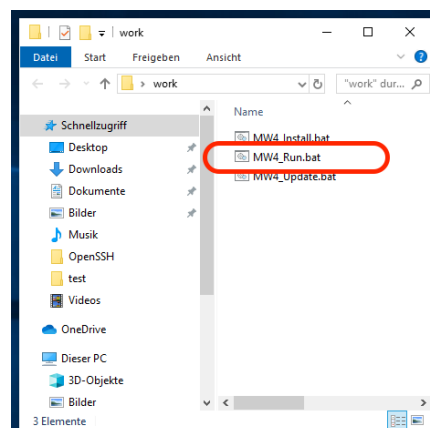 work
Datei Start Freigeben Ansicht
work "work" dur...
Name
Schnellzugriff
Desktop
Downloads
Dokumente
Bilder
Musik
OpenSSH
test
Videos
OneDrive
Dieser PC
3D-Objekte
Bilder
MW4_Install.bat
MW4_Run.bat
MW4_Update.bat
3 Elemente